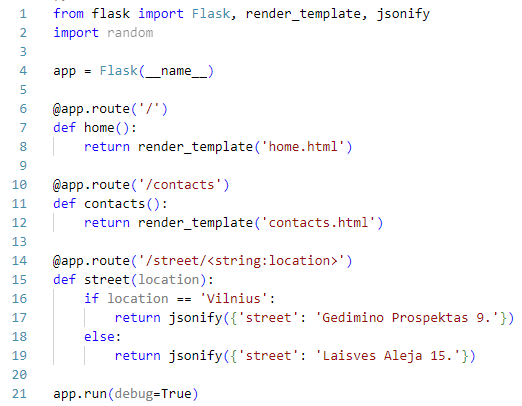 1 from flask import Flask, render_template, jsonify
2 import random
3
4 app = Flask(__name__)
5
6 @app.route('/')
7 def home():
8     return render_template('home.html')
9
10 @app.route('/contacts')
11 def contacts():
12     return render_template('contacts.html')
13
14 @app.route('/street/<string:location>')
15 def street(location):
16     if location == 'Vilnius':
17         return jsonify({'street': 'Gedimino Prospektas 9.'})
18     else:
19         return jsonify({'street': 'Laisves Aleja 15.'})
20
21 app.run(debug=True)